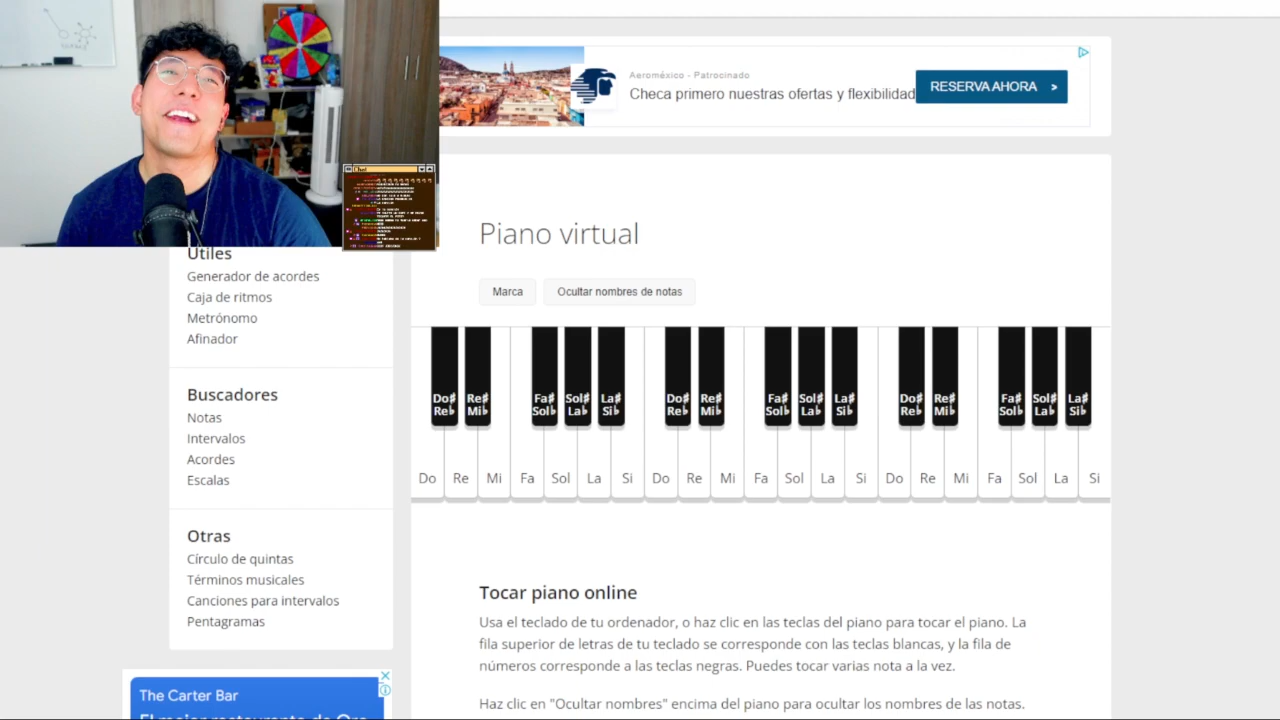 Chat
Aeroméxico - Patrocinado
Checa primero nuestras ofertas y flexibilidad
RESERVA AHORA >
Piano virtual
Marca
Ocultar nombres de notas
Útiles
Generador de acordes
Caja de ritmos
Metrónomo
Afinador
Buscadores
Notas
Intervalos
Acordes
Escalas
Otras
Círculo de quintas
Términos musicales
Canciones para intervalos
Pentagramas
Do♯ Re♯ Fa♯ Sol♯ La♯ Do♯ Re♯ Fa♯ Sol♯ La♯ Do♯ Re♯ Fa♯ Sol♯ La♯
Re♭ Mi♭ Sol♭ La♭ Si♭ Re♭ Mi♭ Sol♭ La♭ Si♭ Re♭ Mi♭ Sol♭ La♭ Si♭
Do Re Mi Fa Sol La Si Do Re Mi Fa Sol La Si Do Re Mi Fa Sol La Si
Tocar piano online
Usa el teclado de tu ordenador, o haz clic en las teclas del piano para tocar el piano. La
fila superior de letras de tu teclado se corresponde con las teclas blancas, y la fila de
números corresponde a las teclas negras. Puedes tocar varias nota a la vez.
Haz clic en "Ocultar nombres" encima del piano para ocultar los nombres de las notas.
The Carter Bar